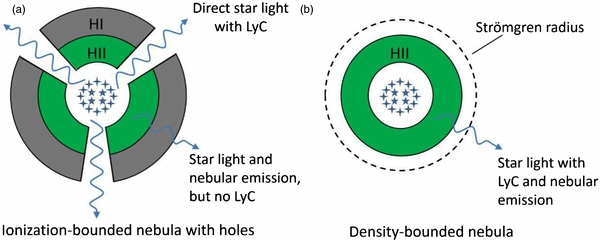 (a)
HI
HII
Direct star light
with LyC
Star light and
nebular emission,
but no LyC
Ionization-bounded nebula with holes
(b)
Strömgren radius
HII
Star light with
LyC and nebular
emission
Density-bounded nebula